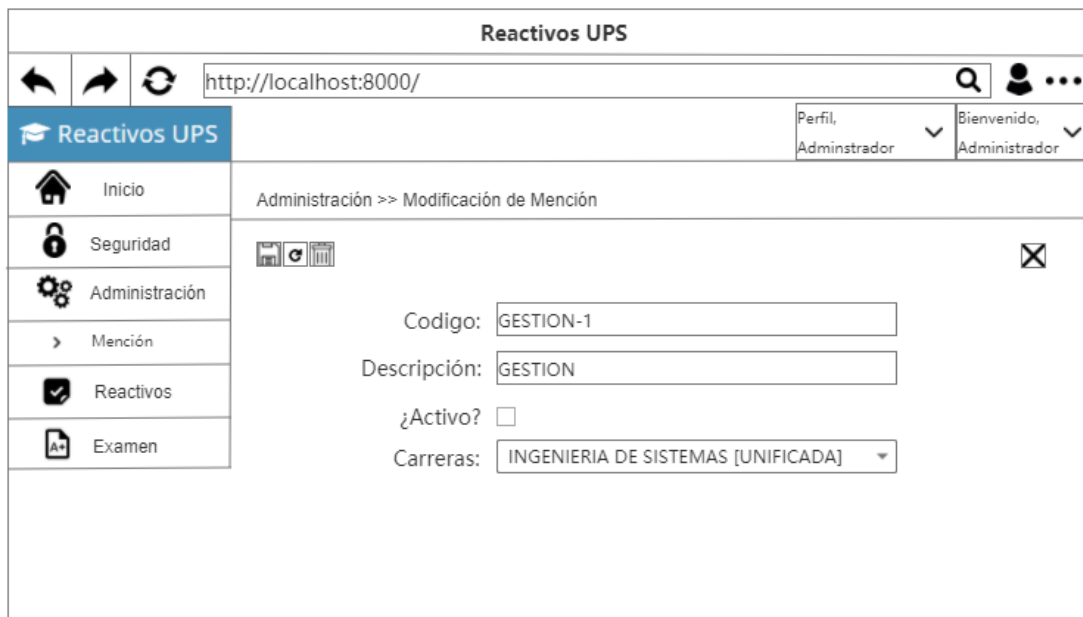 Reactivos UPS
http://localhost:8000/
Reactivos UPS
Perfil,
Adminstrador
Bienvenido,
Administrador
Inicio
Administración >> Modificación de Mención
Seguridad
Administración
Codigo: GESTION-1
Mención
Descripción: GESTION
Reactivos
¿Activo?
Examen
A+
Carreras: INGENIERIA DE SISTEMAS [UNIFICADA]